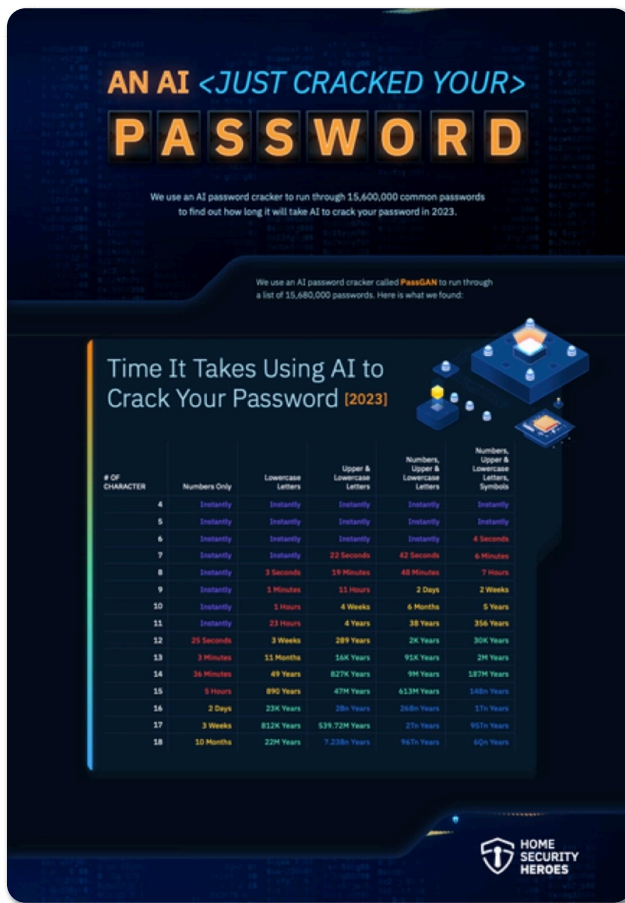 AN AI <JUST CRACKED YOUR>
PASSWORD
We use an AI password cracker to run through 15,600,000 common passwords
to find out how long it will take AI to crack your password in 2023.
We use an AI password cracker called PassGAN to run through
a list of 15,680,000 passwords. Here is what we found:
Time It Takes Using AI to
Crack Your Password [2023]
# OF CHARACTER Numbers Only Lowercase Letters Upper & Lowercase Letters Numbers, Upper & Lowercase Letters Numbers, Upper & Lowercase Letters, Symbols
4 Instantly Instantly Instantly Instantly Instantly
5 Instantly Instantly Instantly Instantly Instantly
6 Instantly Instantly Instantly Instantly 4 Seconds
7 Instantly Instantly 22 Seconds 42 Seconds 6 Minutes
8 Instantly 3 Seconds 19 Minutes 48 Minutes 7 Hours
9 Instantly 1 Minutes 11 Hours 2 Days 2 Weeks
10 Instantly 1 Hours 4 Weeks 6 Months 5 Years
11 Instantly 23 Hours 4 Years 38 Years 356 Years
12 25 Seconds 3 Weeks 289 Years 2K Years 30K Years
13 3 Minutes 11 Months 16K Years 91K Years 2M Years
14 36 Minutes 49 Years 827K Years 9M Years 187M Years
15 5 Hours 890 Years 47M Years 613M Years 14Bn Years
16 2 Days 23K Years 2Bn Years 26Bn Years 1Tn Years
17 3 Weeks 812K Years 539.72M Years 2Tn Years 95Tn Years
18 10 Months 22M Years 7.23Bn Years 96Tn Years 6Qn Years
HOME
SECURITY
HEROES